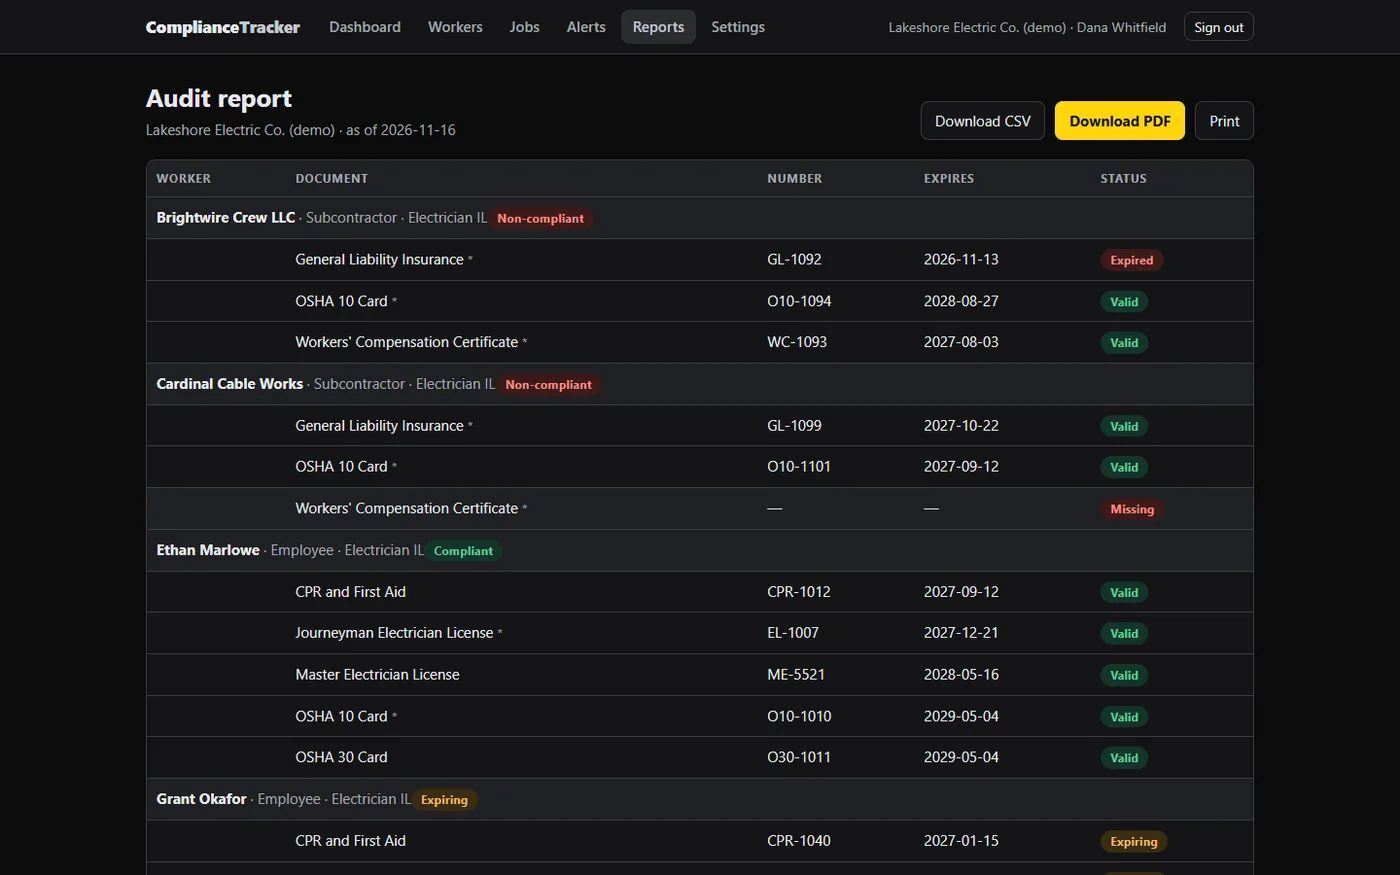 ComplianceTracker Dashboard Workers Jobs Alerts Reports Settings Lakeshore Electric Co. (demo) · Dana Whitfield Sign out
Audit report
Lakeshore Electric Co. (demo) · as of 2026-11-16
Download CSV Download PDF Print
WORKER DOCUMENT NUMBER EXPIRES STATUS
Brightwire Crew LLC · Subcontractor · Electrician IL Non-compliant
General Liability Insurance * GL-1092 2026-11-13 Expired
OSHA 10 Card * O10-1094 2028-08-27 Valid
Workers' Compensation Certificate * WC-1093 2027-08-03 Valid
Cardinal Cable Works · Subcontractor · Electrician IL Non-compliant
General Liability Insurance * GL-1099 2027-10-22 Valid
OSHA 10 Card * O10-1101 2027-09-12 Valid
Workers' Compensation Certificate * — — Missing
Ethan Marlowe · Employee · Electrician IL Compliant
CPR and First Aid CPR-1012 2027-09-12 Valid
Journeyman Electrician License * EL-1007 2027-12-21 Valid
Master Electrician License ME-5521 2028-05-16 Valid
OSHA 10 Card * O10-1010 2029-05-04 Valid
OSHA 30 Card O30-1011 2029-05-04 Valid
Grant Okafor · Employee · Electrician IL Expiring
CPR and First Aid CPR-1040 2027-01-15 Expiring